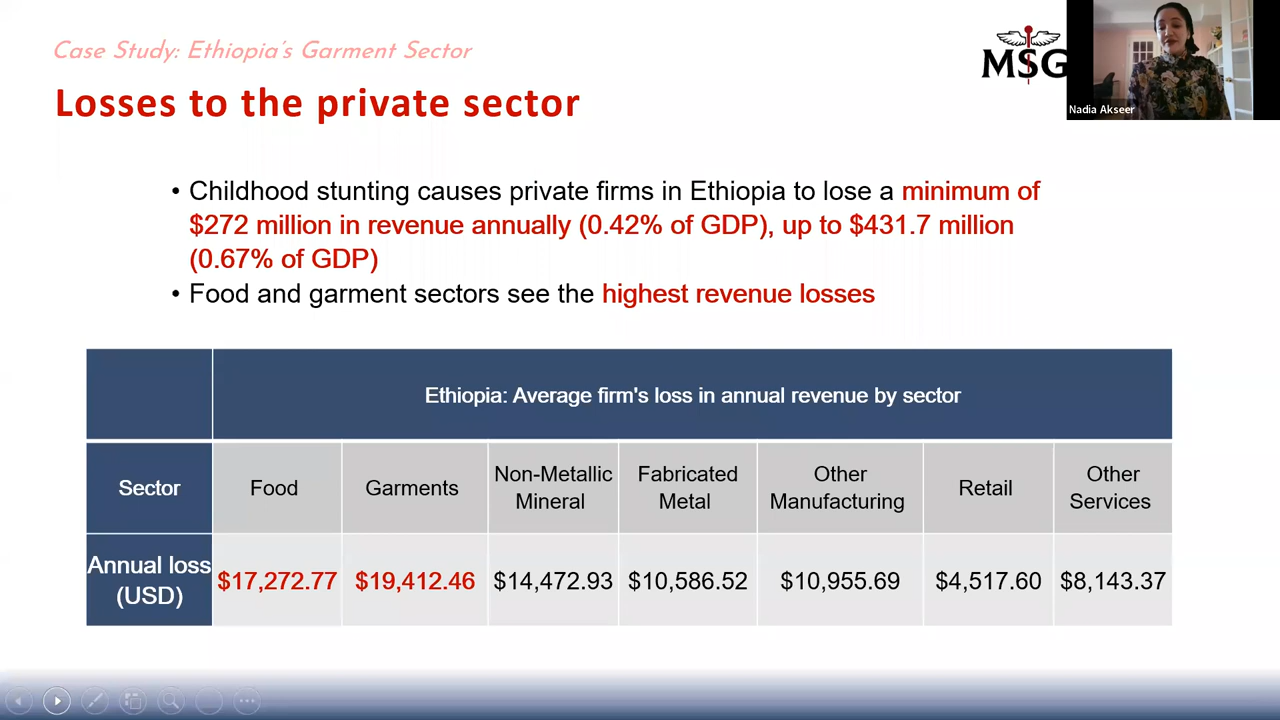 Case Study: Ethiopia's Garment Sector
MSG
Nadia Akseer
Losses to the private sector
• Childhood stunting causes private firms in Ethiopia to lose a minimum of
$272 million in revenue annually (0.42% of GDP), up to $431.7 million
(0.67% of GDP)
• Food and garment sectors see the highest revenue losses
Ethiopia: Average firm's loss in annual revenue by sector
Sector
Food
Garments
Non-Metallic
Mineral
Fabricated
Metal
Other
Manufacturing
Retail
Other
Services
Annual loss
(USD)
$17,272.77
$19,412.46
$14,472.93
$10,586.52
$10,955.69
$4,517.60
$8,143.37